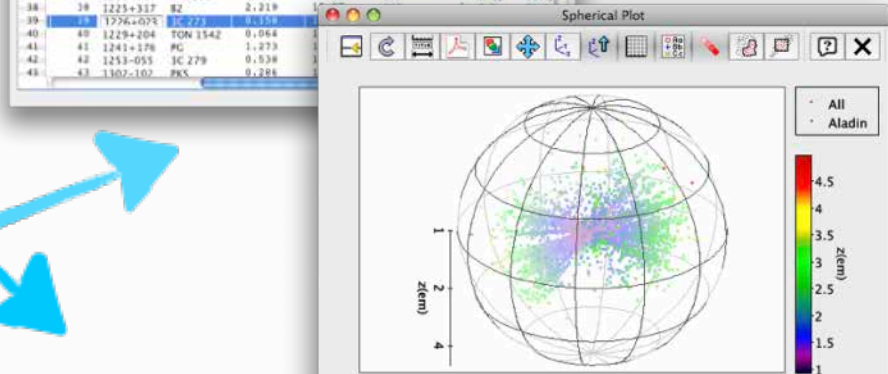 38 38 1225+317 B2 2.219
39 39 1226+023 3C 273 0.158
40 40 1229+204 TON 1542 0.064
41 41 1241+176 PG 1.273
42 42 1253-055 3C 279 0.538
43 43 1302-102 PKS 0.286
Spherical Plot
TITLE
All
Aladin
4.5
4
3.5
3
2.5
2
1.5
1
z(em)
1
2
4
z(em)